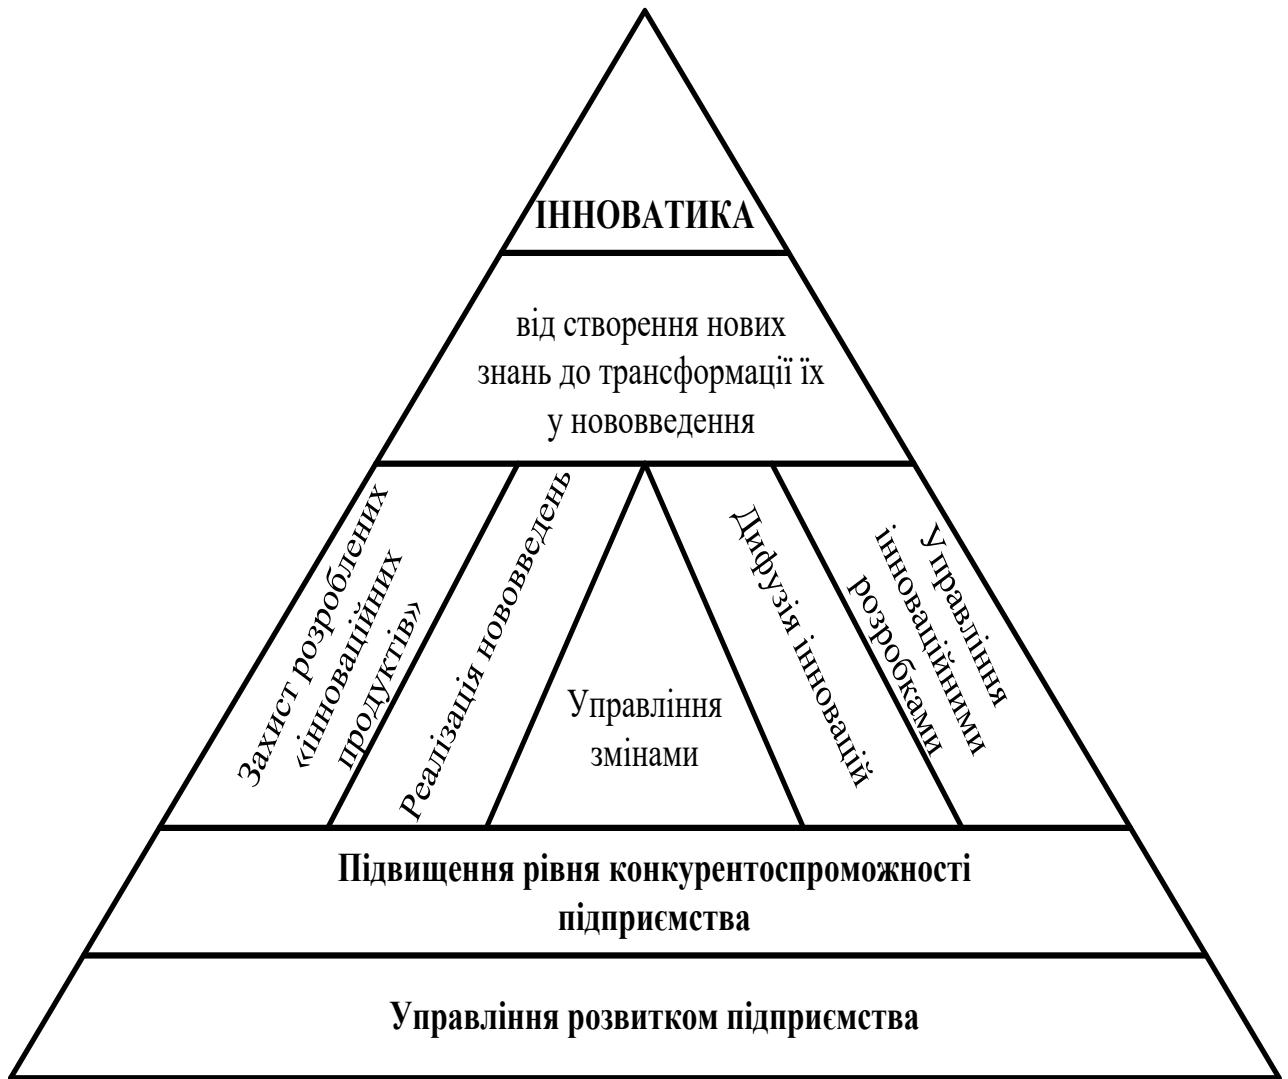 ІННОВАТИКА
від створення нових
знань до трансформації їх
у нововведення
Захист розроблених
«інноваційних
продуктів»
Реалізація нововведень
Управління
змінами
Дифузія інновацій
Управління
інноваційними
розробками
Підвищення рівня конкурентоспроможності
підприємства
Управління розвитком підприємства